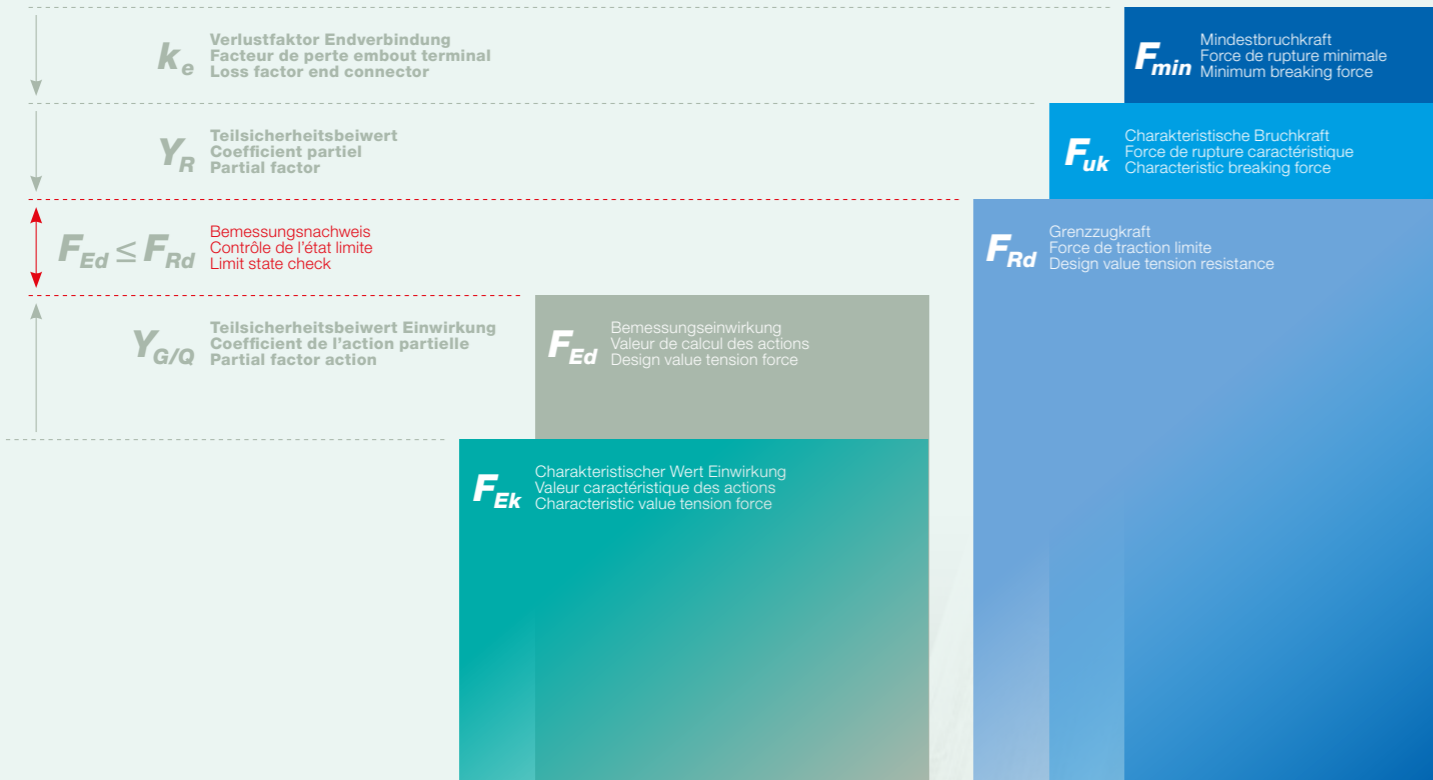 ke
Verlustfaktor Endverbindung
Facteur de perte embout terminal
Loss factor end connector
Fmin
Mindestbruchkraft
Force de rupture minimale
Minimum breaking force
YR
Teilsicherheitsbeiwert
Coefficient partiel
Partial factor
Fuk
Charakteristische Bruchkraft
Force de rupture caractéristique
Characteristic breaking force
FEd ≤ FRd
Bemessungsnachweis
Contrôle de l'état limite
Limit state check
FRd
Grenzzugkraft
Force de traction limite
Design value tension resistance
YG/Q
Teilsicherheitsbeiwert Einwirkung
Coefficient de l'action partielle
Partial factor action
FEd
Bemessungseinwirkung
Valeur de calcul des actions
Design value tension force
FEk
Charakteristischer Wert Einwirkung
Valeur caractéristique des actions
Characteristic value tension force